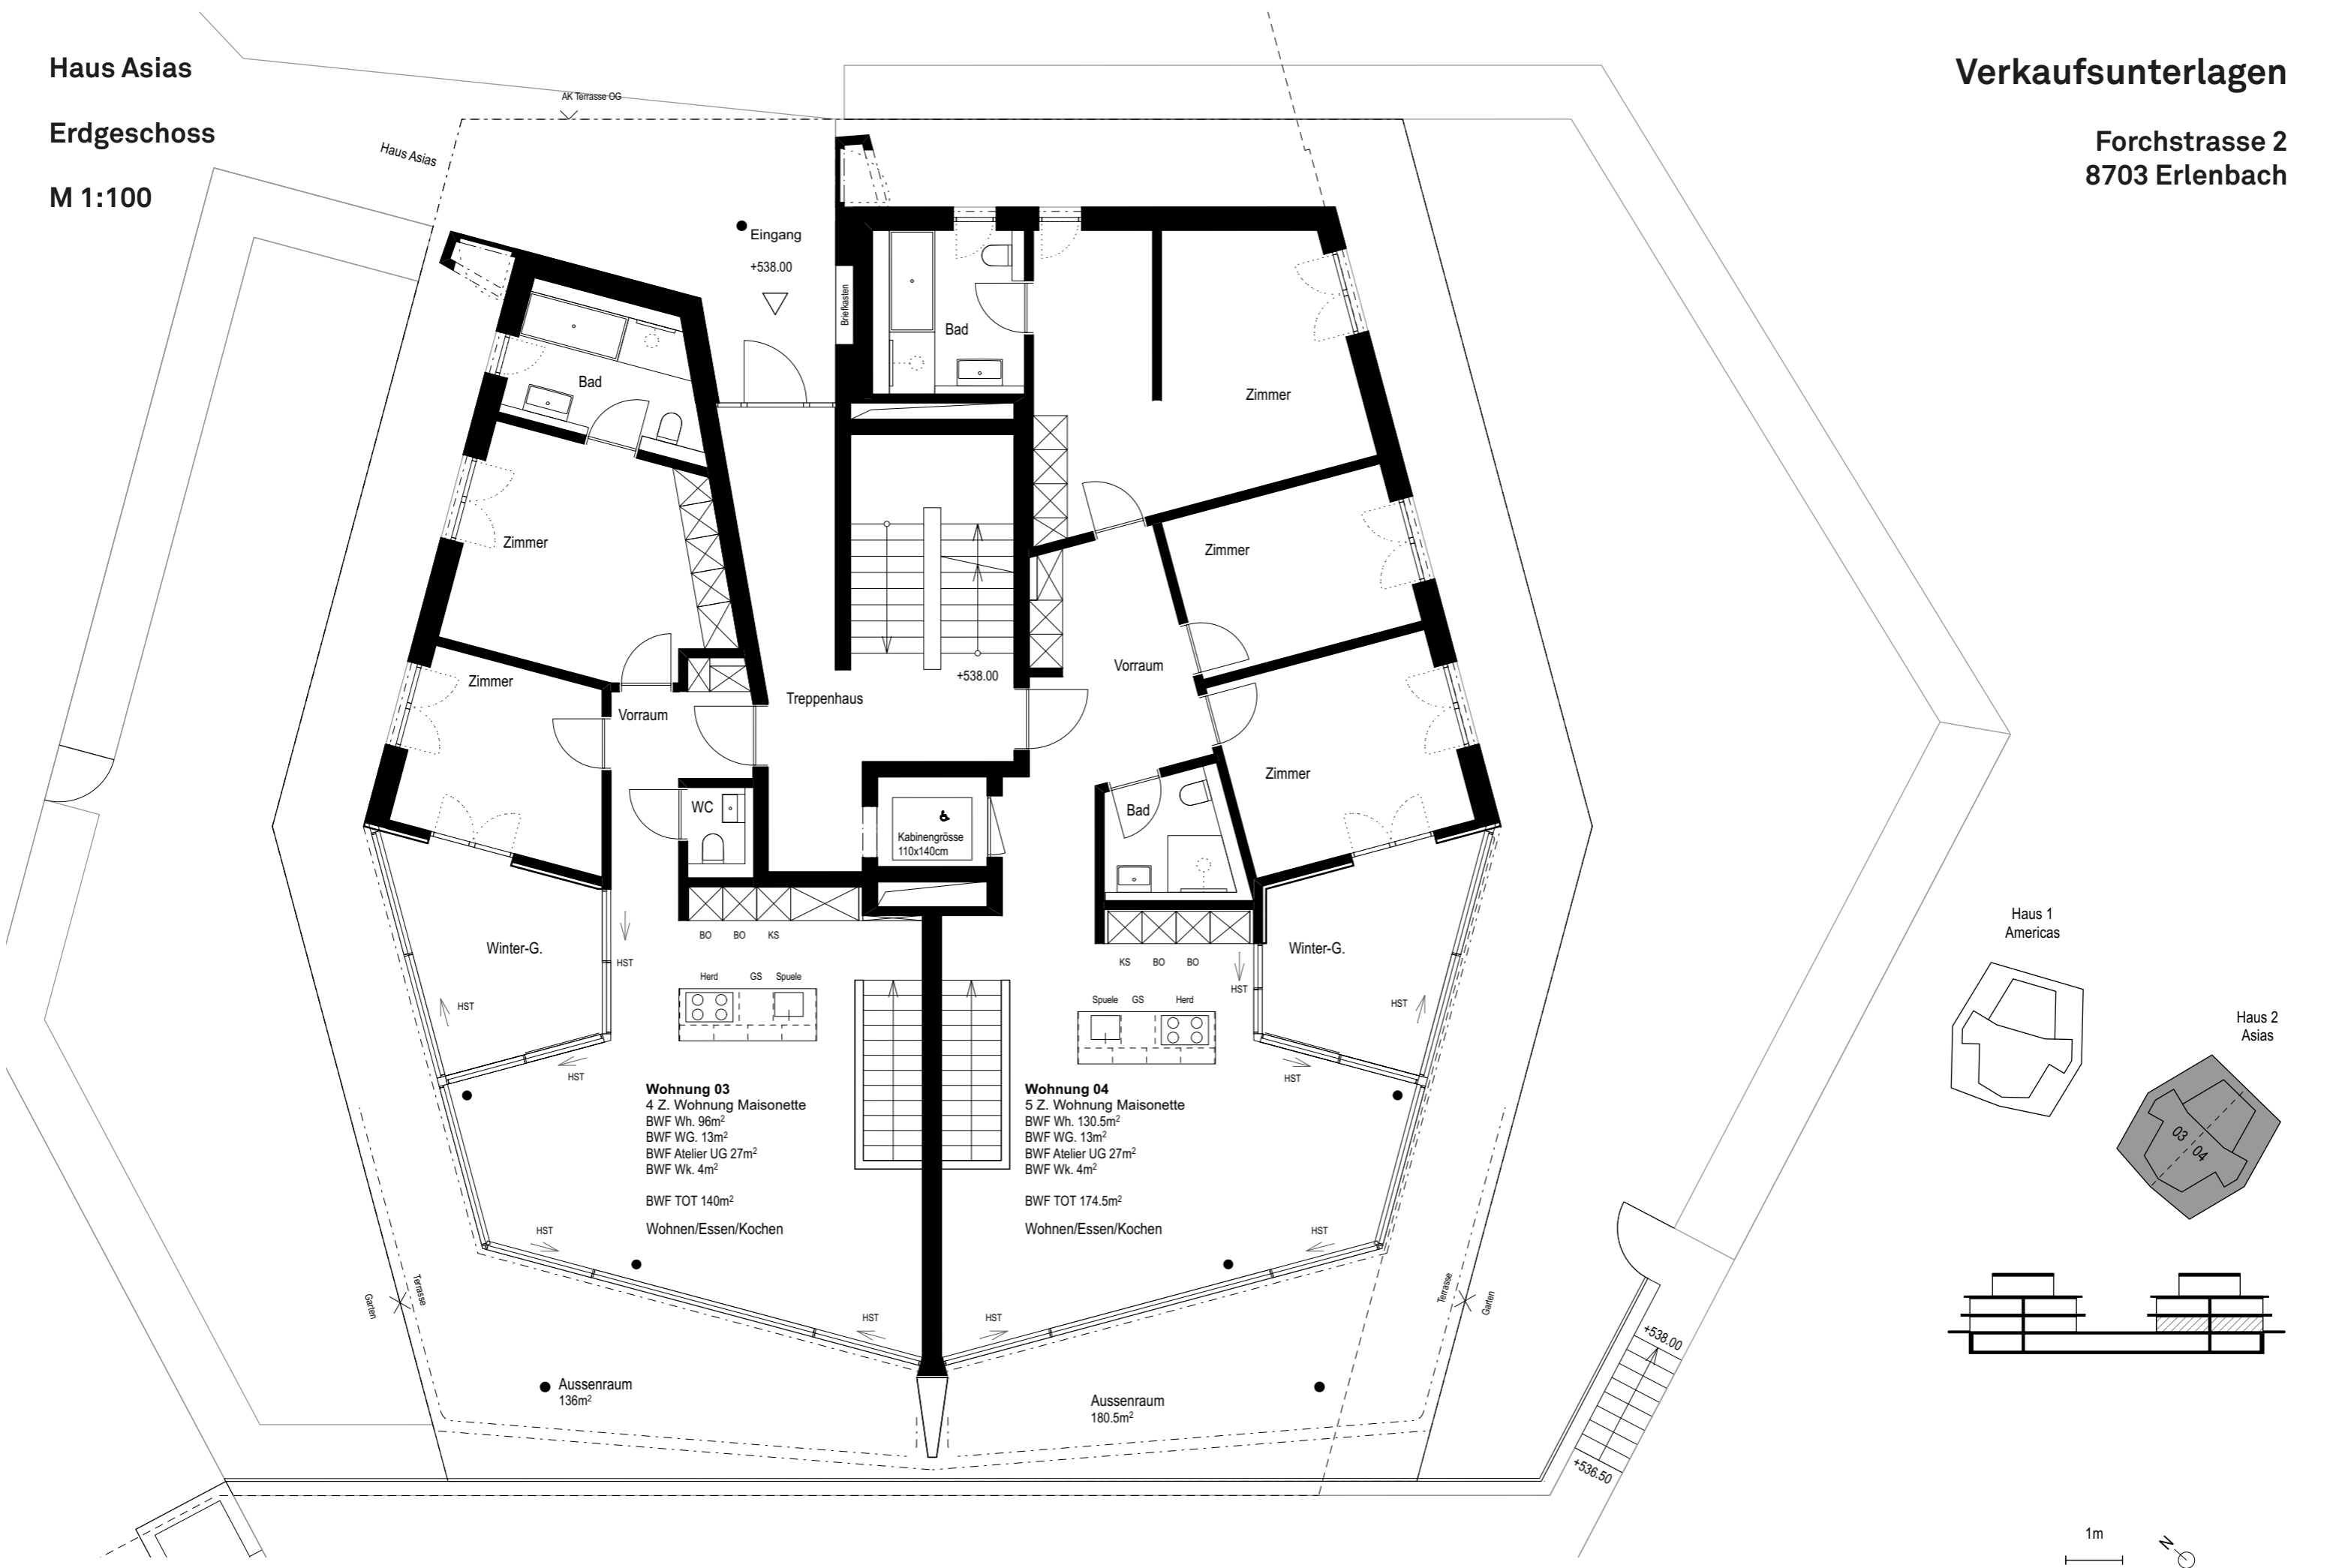 Haus Asias
Erdgeschoss
M 1:100
Verkaufsunterlagen
Forchstrasse 2
8703 Erlenbach
AK Terrasse OG
Haus Asias
Eingang
+538.00
Briefkasten
Bad
Bad
Zimmer
Zimmer
Zimmer
Zimmer
Vorraum
Treppenhaus
+538.00
Vorraum
Zimmer
WC
Kabinengrösse
110x140cm
Bad
Winter-G.
HST
HST
HST
BO BO KS
Herd GS Spuele
KS BO BO
Spuele GS Herd
HST
Winter-G.
HST
HST
Wohnung 03
4 Z. Wohnung Maisonette
BWF Wh. 96m²
BWF WG. 13m²
BWF Atelier UG 27m²
BWF Wk. 4m²
BWF TOT 140m²
Wohnen/Essen/Kochen
Wohnung 04
5 Z. Wohnung Maisonette
BWF Wh. 130.5m²
BWF WG. 13m²
BWF Atelier UG 27m²
BWF Wk. 4m²
BWF TOT 174.5m²
Wohnen/Essen/Kochen
HST
HST
HST
HST
Garten
Terrasse
Terrasse
Garten
Aussenraum
136m²
Aussenraum
180.5m²
+538.00
+536.50
Haus 1
Americas
Haus 2
Asias
03
04
1m
N